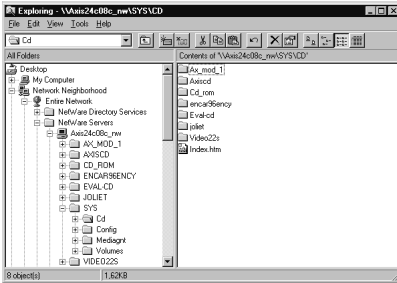 Exploring - \\Axis24c08c_nw\SYS\CD
File Edit View Tools Help
Cd
All Folders
Contents of '\\Axis24c08c_nw\SYS\CD'
Desktop
My Computer
Network Neighborhood
Entire Network
NetWare Directory Services
NetWare Servers
Axis24c08c_nw
AX_MOD_1
AXISCD
CD_ROM
ENCAR96ENCY
EVAL-CD
JOLIET
SYS
Cd
Config
Mediagnt
Volumes
VIDEO22S
Ax_mod_1
Axiscd
Cd_rom
encar96ency
Eval-cd
joliet
Video22s
Index.htm
8 object(s)
1,62KB